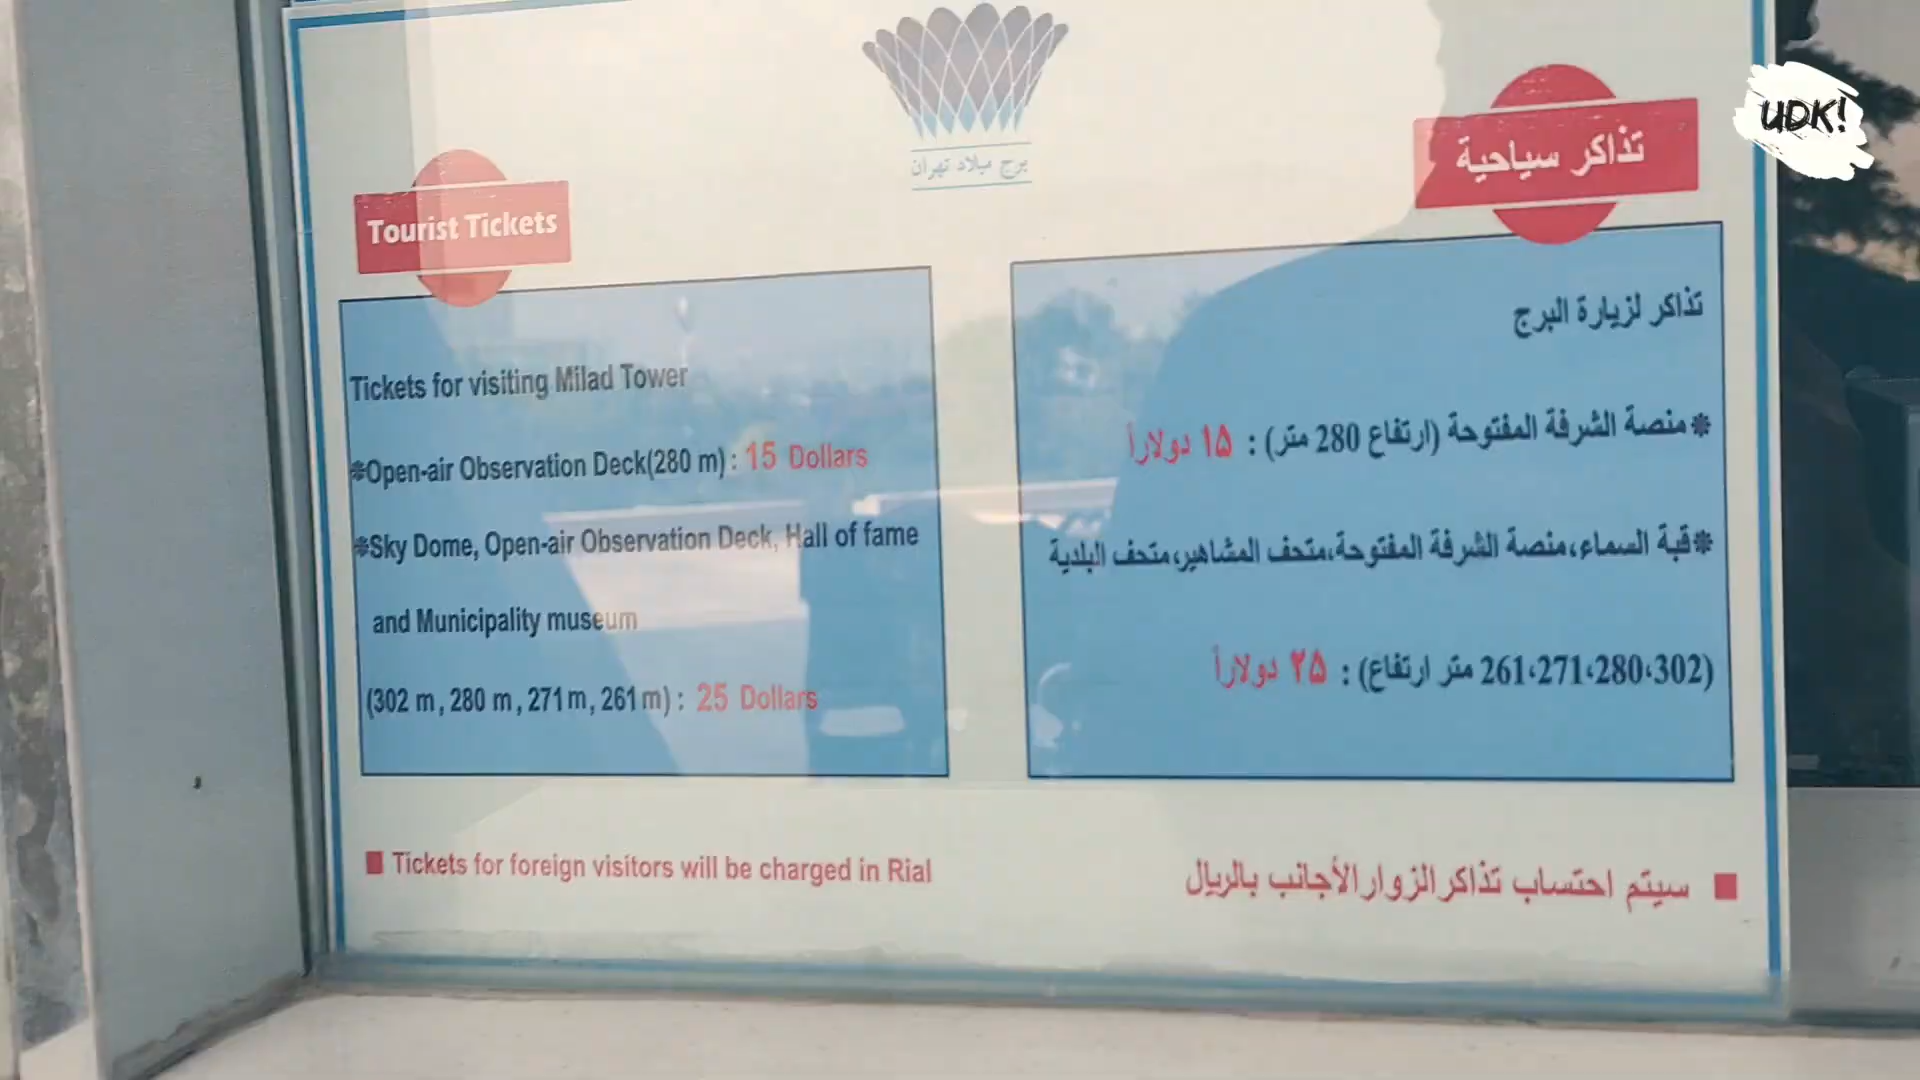 برج میلاد تهران
UDK!
Tourist Tickets
Tickets for visiting Milad Tower
*Open-air Observation Deck(280 m) : 15 Dollars
*Sky Dome, Open-air Observation Deck, Hall of fame
and Municipality museum
(302 m , 280 m , 271 m, 261 m) : 25 Dollars
■ Tickets for foreign visitors will be charged in Rial
تذاكر سياحية
تذاكر لزيارة البرج
*منصة الشرفة المفتوحة (ارتفاع 280 متر) : ۱۵ دولاراً
*قبة السماء،منصة الشرفة المفتوحة،متحف المشاهير،متحف البلدية
(302،280،271،261 متر ارتفاع) : ۲۵ دولاراً
■ سيتم احتساب تذاكر الزوار الأجانب بالريال